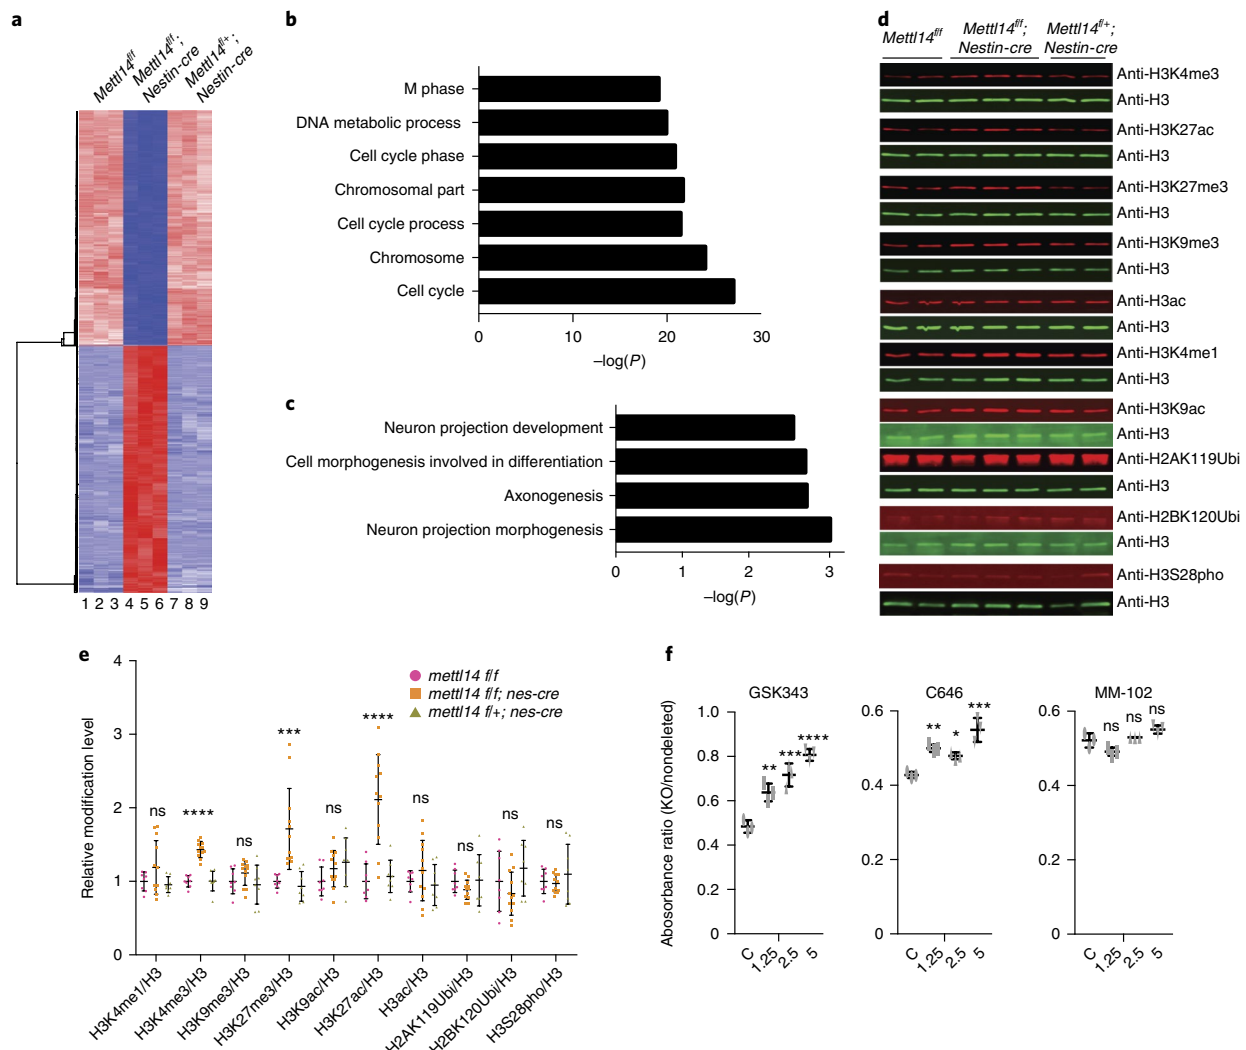 a
Mettl14f/f
Mettl14f/f;
Nestin-cre
Mettl14f/+;
Nestin-cre
1 2 3 4 5 6 7 8 9
b
M phase
DNA metabolic process
Cell cycle phase
Chromosomal part
Cell cycle process
Chromosome
Cell cycle
0 10 20 30
–log(P)
c
Neuron projection development
Cell morphogenesis involved in differentiation
Axonogenesis
Neuron projection morphogenesis
0 1 2 3
–log(P)
d
Mettl14f/f
Mettl14f/f;
Nestin-cre
Mettl14f/+;
Nestin-cre
Anti-H3K4me3
Anti-H3
Anti-H3K27ac
Anti-H3
Anti-H3K27me3
Anti-H3
Anti-H3K9me3
Anti-H3
Anti-H3ac
Anti-H3
Anti-H3K4me1
Anti-H3
Anti-H3K9ac
Anti-H3
Anti-H2AK119Ubi
Anti-H3
Anti-H2BK120Ubi
Anti-H3
Anti-H3S28pho
Anti-H3
e
Relative modification level
4
3
2
1
0
mettl14 f/f
mettl14 f/f; nes-cre
mettl14 f/+; nes-cre
ns
****
ns
***
ns
****
ns
ns
ns
ns
H3K4me1/H3
H3K4me3/H3
H3K9me3/H3
H3K27me3/H3
H3K9ac/H3
H3K27ac/H3
H3ac/H3
H2AK119Ubi/H3
H2BK120Ubi/H3
H3S28pho/H3
f
Abosorbance ratio (KO/nondeleted)
GSK343
1.0
0.8
0.6
0.4
0.2
0
**
***
****
C 1.25 2.5 5
C646
0.6
0.4
0.2
0
**
*
***
C 1.25 2.5 5
MM-102
0.6
0.4
0.2
0
ns
ns
ns
C 1.25 2.5 5